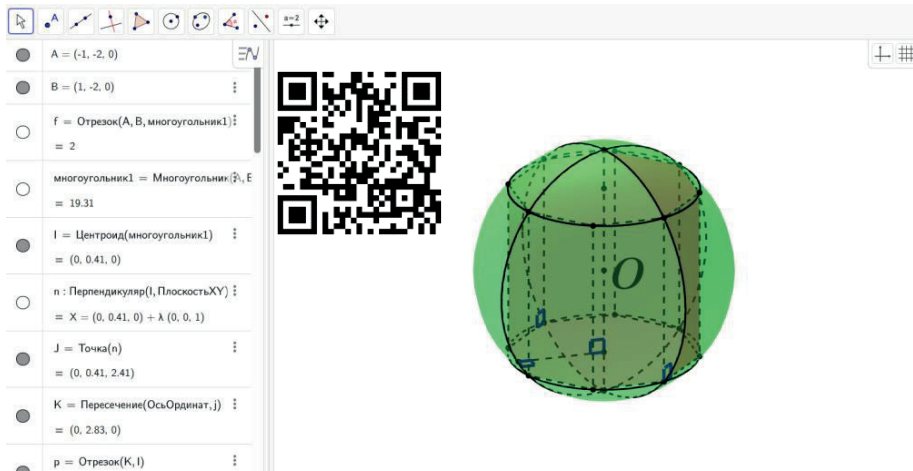 A
a=2
A = (-1, -2, 0)
B = (1, -2, 0)
f = Отрезок(A, B, многоугольник1)
= 2
многоугольник1 = Многоугольник(A, B
= 19.31
I = Центроид(многоугольник1)
= (0, 0.41, 0)
n : Перпендикуляр(I, ПлоскостьXY)
= X = (0, 0.41, 0) + λ (0, 0, 1)
J = Точка(n)
= (0, 0.41, 2.41)
K = Пересечение(ОсьОрдинат, j)
= (0, 2.83, 0)
p = Отрезок(K, I)
O